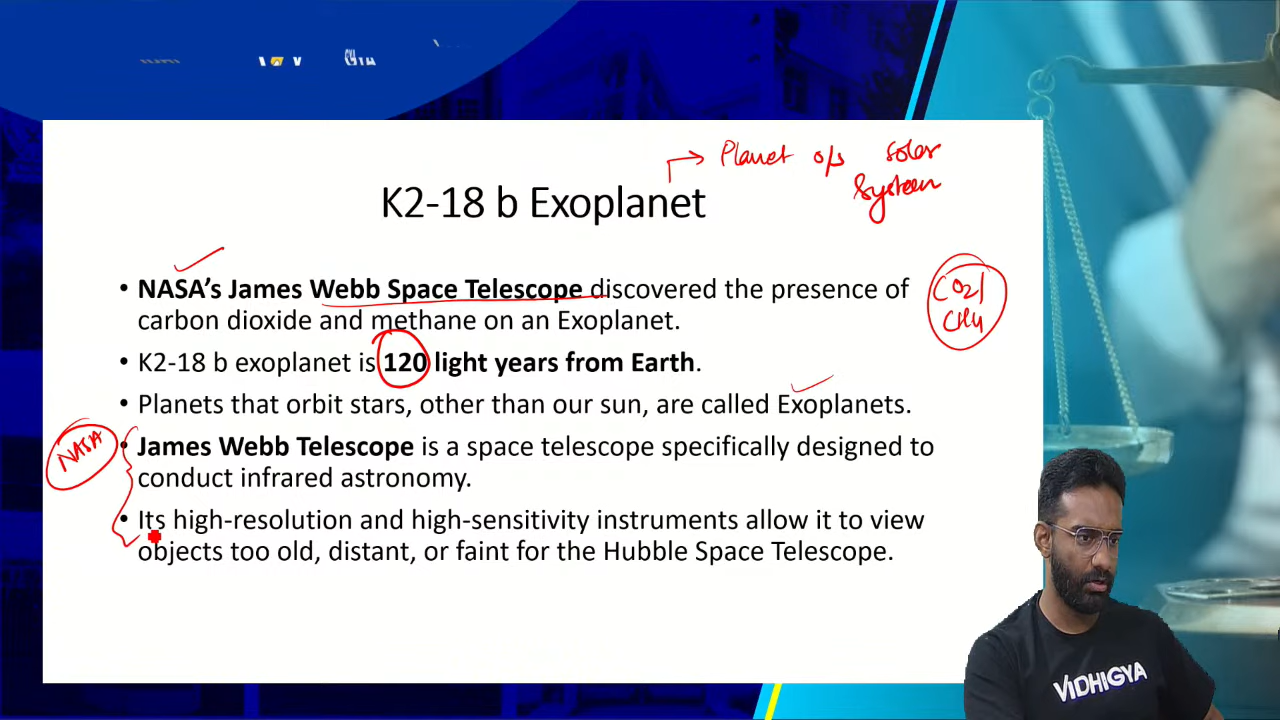 Planet o/s solar
System
K2-18 b Exoplanet
• NASA's James Webb Space Telescope discovered the presence of
carbon dioxide and methane on an Exoplanet.
CO2/
CH4
• K2-18 b exoplanet is 120 light years from Earth.
• Planets that orbit stars, other than our sun, are called Exoplanets.
NASA
• James Webb Telescope is a space telescope specifically designed to
conduct infrared astronomy.
• Its high-resolution and high-sensitivity instruments allow it to view
objects too old, distant, or faint for the Hubble Space Telescope.
VIDHIGYA